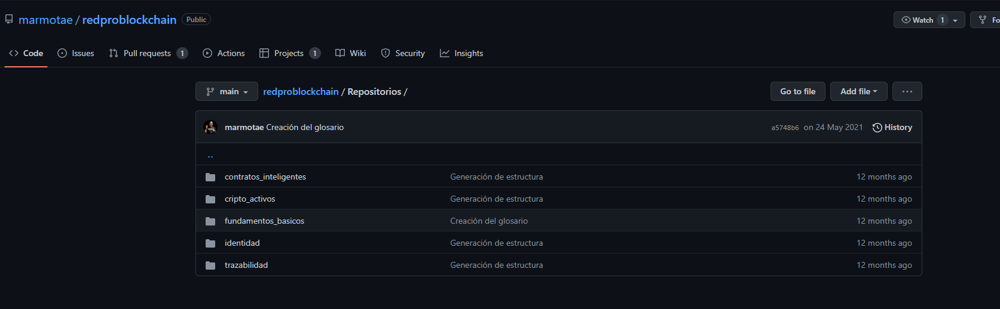 marmotae / redproblockchain Public Watch 1 Fo
Code Issues Pull requests 1 Actions Projects 1 Wiki Security Insights
main redproblockchain / Repositorios / Go to file Add file ...
marmotae Creación del glosario a5748b6 on 24 May 2021 History
..
contratos_inteligentes Generación de estructura 12 months ago
cripto_activos Generación de estructura 12 months ago
fundamentos_basicos Creación del glosario 12 months ago
identidad Generación de estructura 12 months ago
trazabilidad Generación de estructura 12 months ago